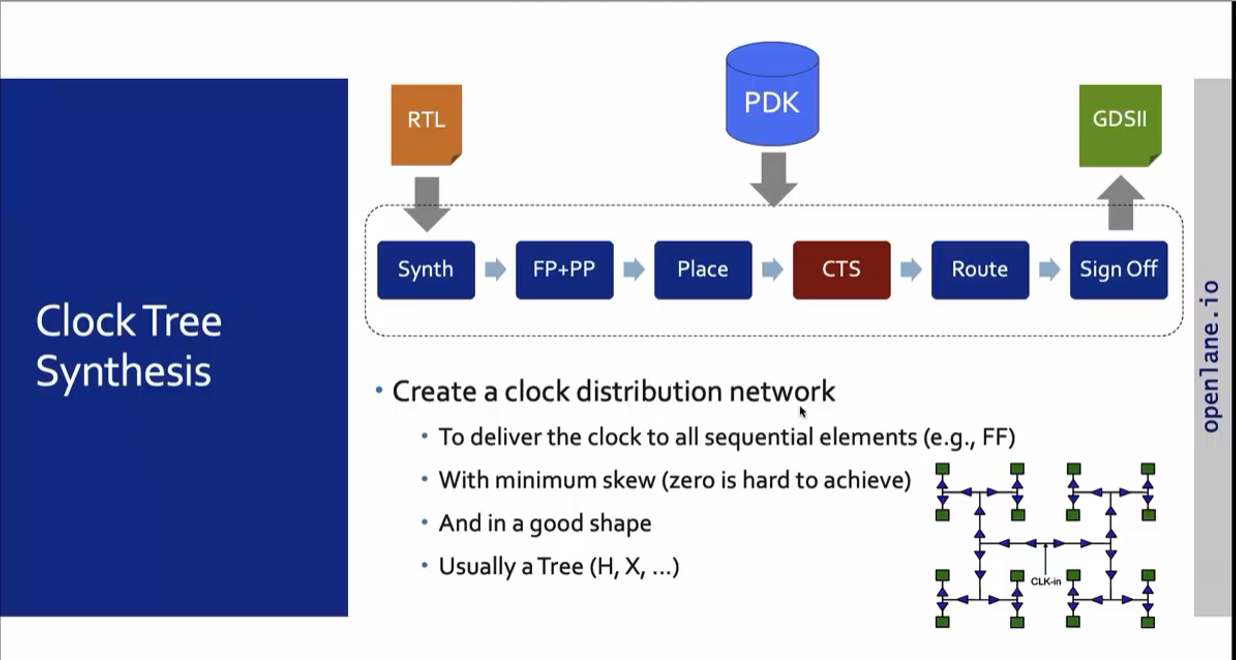 RTL
PDK
GDSII
Synth
FP+PP
Place
CTS
Route
Sign Off
Clock Tree
Synthesis
openlane.io
• Create a clock distribution network
• To deliver the clock to all sequential elements (e.g., FF)
• With minimum skew (zero is hard to achieve)
• And in a good shape
• Usually a Tree (H, X, ...)
CLK-in